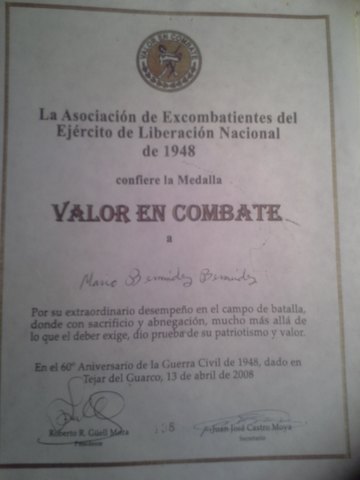 VALOR EN COMBATE
La Asociación de Excombatientes del
Ejército de Liberación Nacional
de 1948
confiere la Medalla
VALOR EN COMBATE
a
Bermúdez Bermúdez
Por su extraordinario desempeño en el campo de batalla,
donde con sacrificio y abnegación, mucho más allá de
lo que el deber exige, dio prueba de su patriotismo y valor.
En el 60º Aniversario de la Guerra Civil de 1948, dado en
Tejar del Guarco, 13 de abril de 2008
Roberto R. Güell Mora
Presidente
Juan José Castro Moya
Secretario